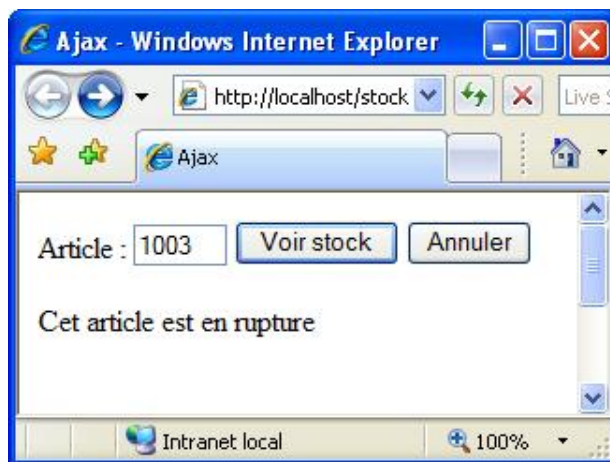 Ajax - Windows Internet Explorer
http://localhost/stock
Live
Ajax
Article : 1003 Voir stock Annuler
Cet article est en rupture
Intranet local 100%